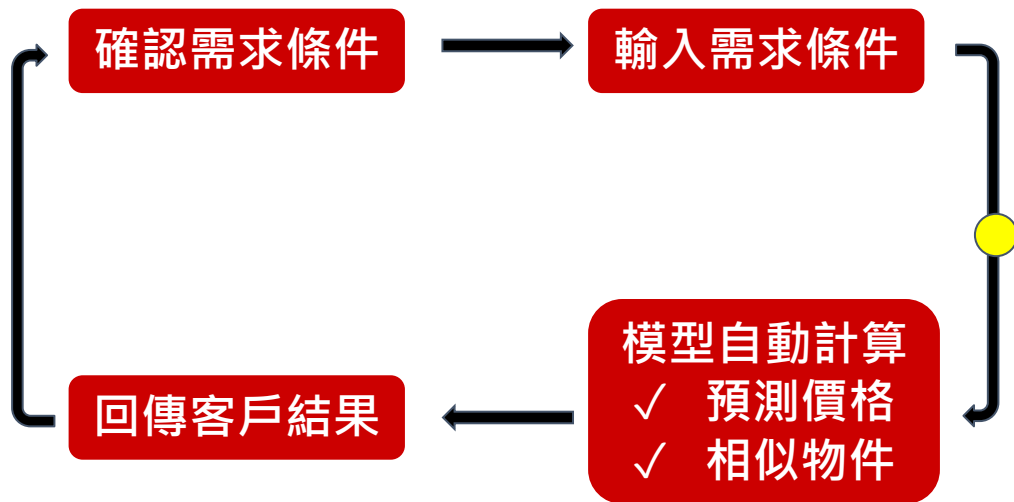 確認需求條件
輸入需求條件
模型自動計算
✓ 預測價格
✓ 相似物件
回傳客戶結果